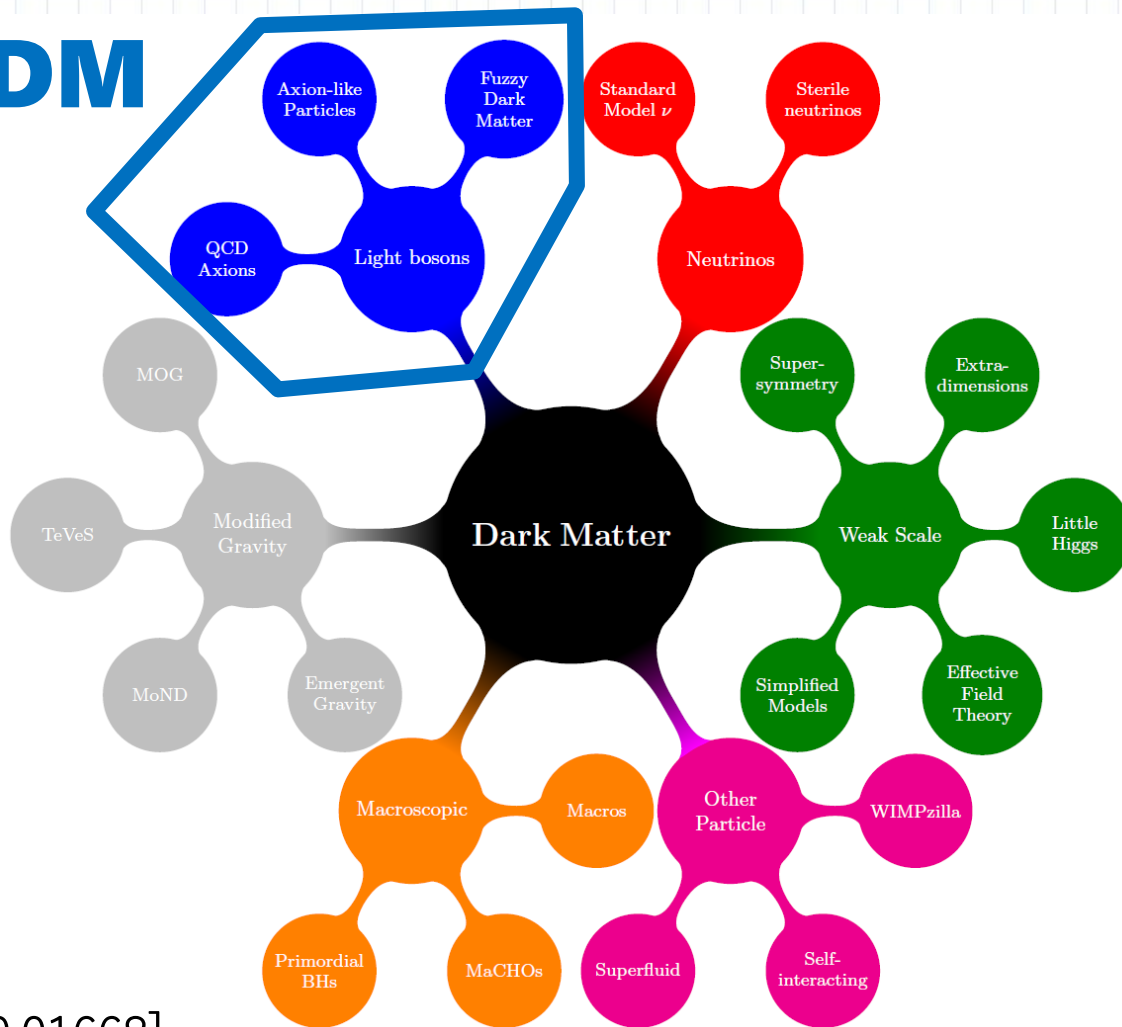 DM
Axion-like
Particles
Fuzzy
Dark
Matter
Standard
Model ν
Sterile
neutrinos
QCD
Axions
Light bosons
Neutrinos
MOG
Super-
symmetry
Extra-
dimensions
TeVeS
Modified
Gravity
Dark Matter
Weak Scale
Little
Higgs
MoND
Emergent
Gravity
Simplified
Models
Effective
Field
Theory
Macroscopic
Macros
Other
Particle
WIMPzilla
Primordial
BHs
MaCHOs
Superfluid
Self-
interacting